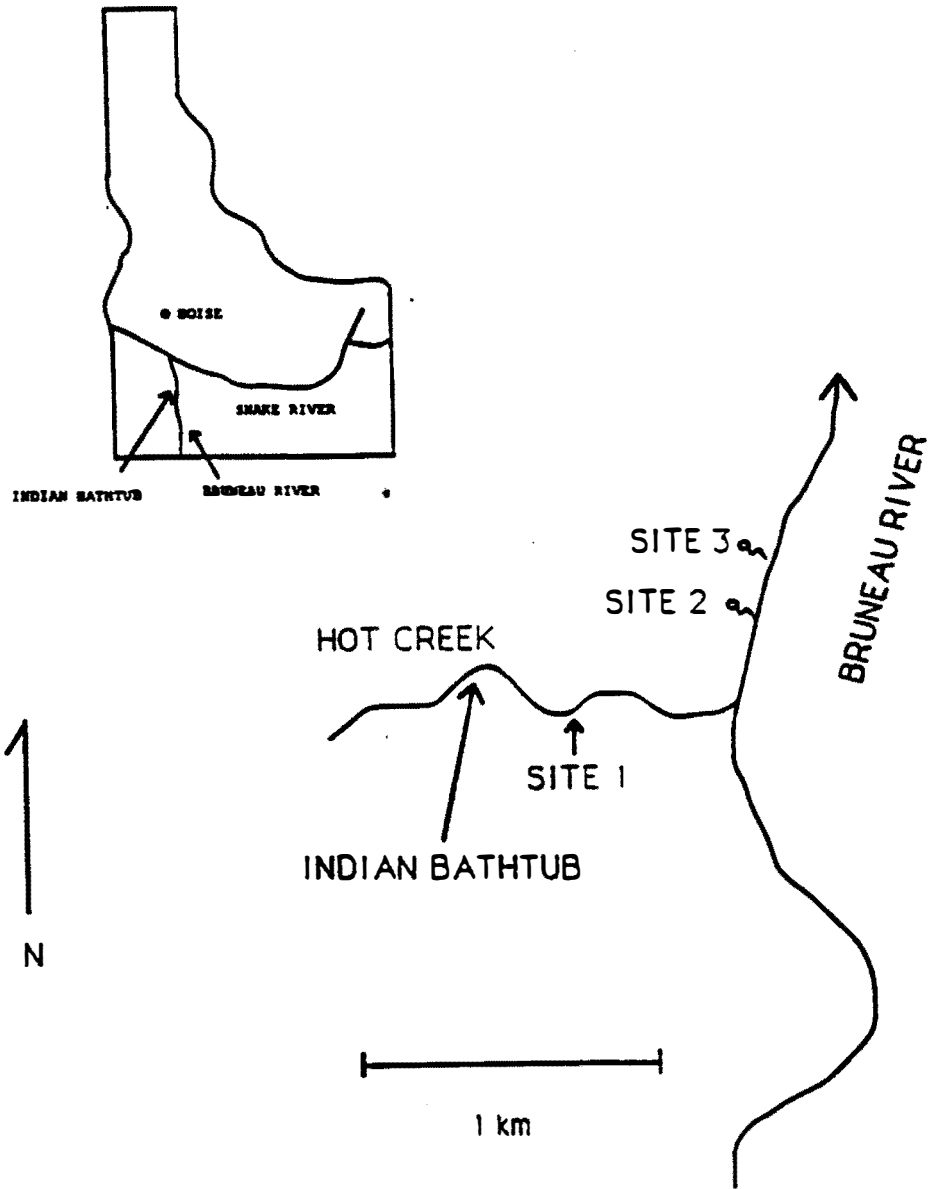 BOISE
SNAKE RIVER
INDIAN BATHTUB
BRUNEAU RIVER
SITE 3
SITE 2
BRUNEAU RIVER
HOT CREEK
SITE 1
INDIAN BATHTUB
N
1 km